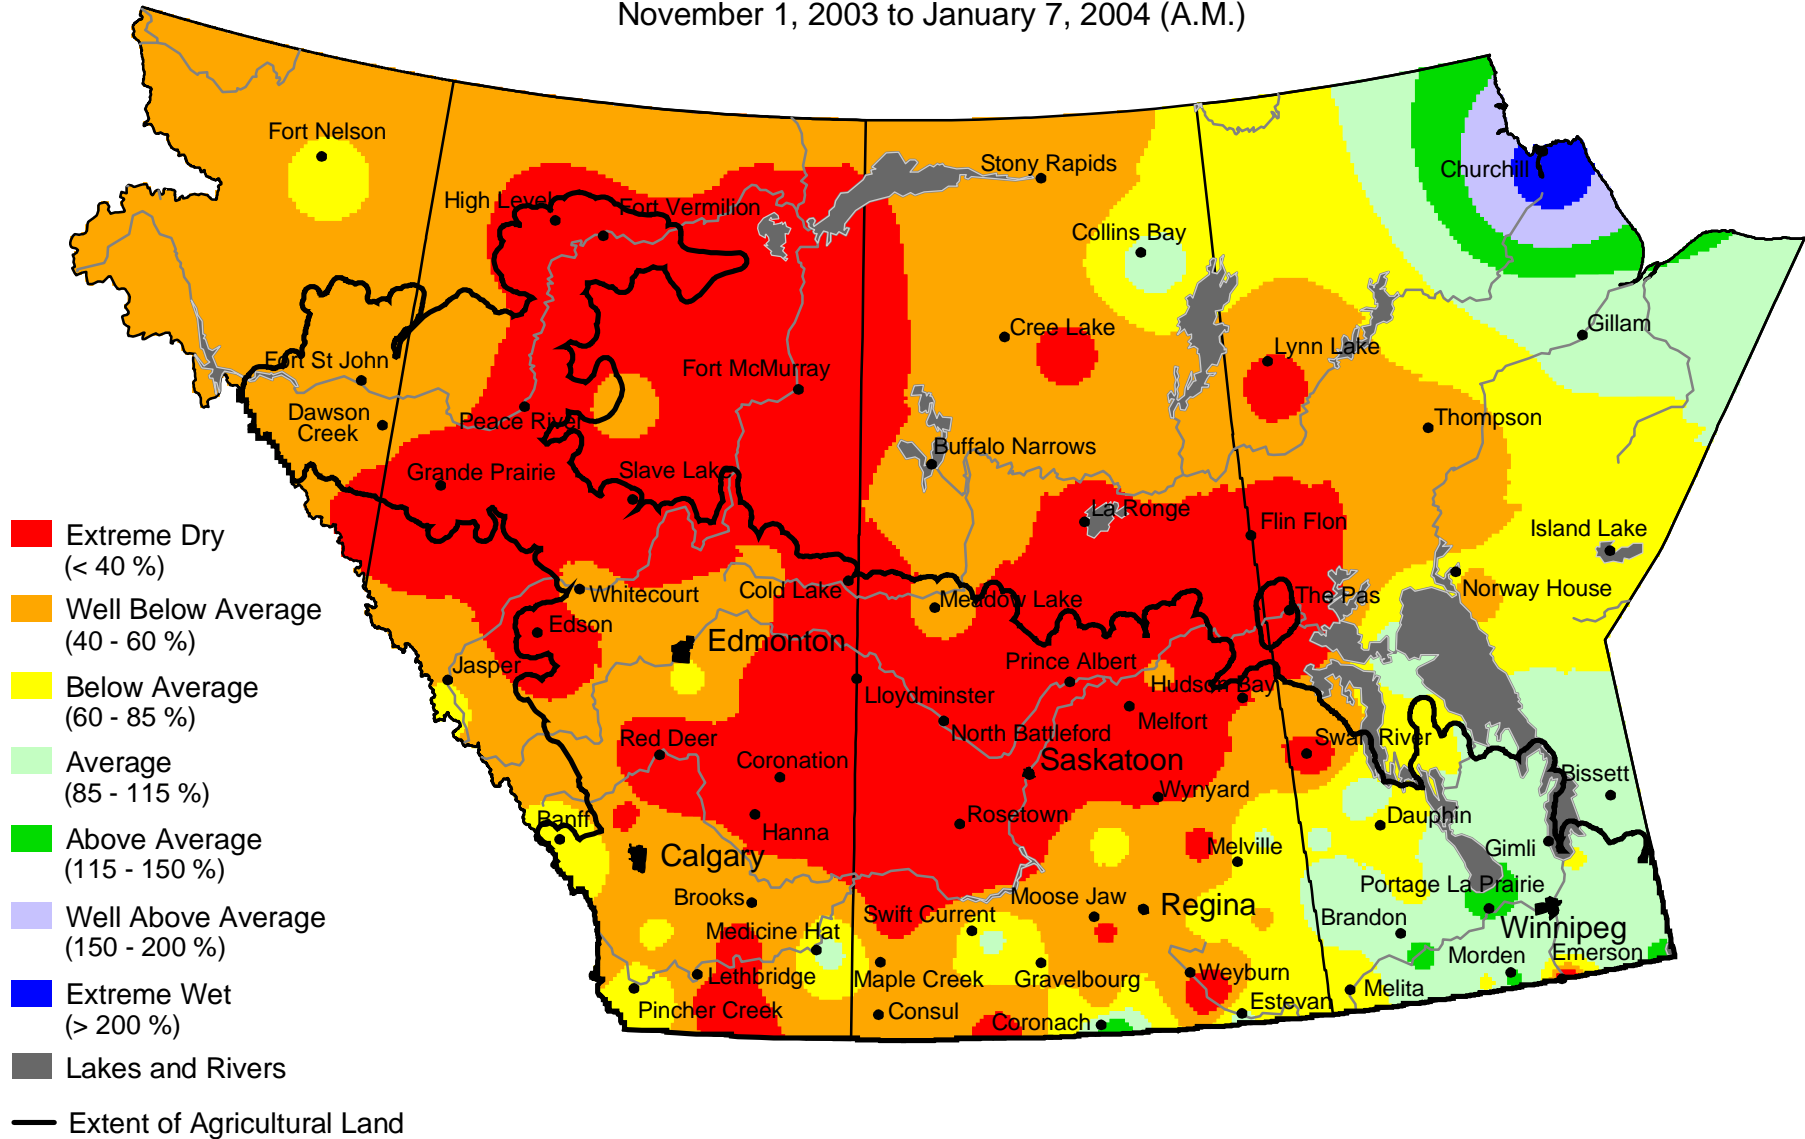 November 1, 2003 to January 7, 2004 (A.M.)
Fort Nelson
Churchill
Stony Rapids
High Level
Fort Vermilion
Collins Bay
Gillam
Cree Lake
Lynn Lake
Fort St John
Fort McMurray
Dawson
Creek
Peace River
Thompson
Buffalo Narrows
Grande Prairie
Slave Lake
La Ronge
Flin Flon
Island Lake
Whitecourt
Cold Lake
Meadow Lake
The Pas
Norway House
Edson
Edmonton
Jasper
Prince Albert
Lloydminster
Hudson Bay
Melfort
North Battleford
Red Deer
Swan River
Coronation
Saskatoon
Bissett
Wynyard
Banff
Hanna
Rosetown
Dauphin
Calgary
Melville
Gimli
Brooks
Moose Jaw
Regina
Portage La Prairie
Swift Current
Brandon
Winnipeg
Medicine Hat
Morden
Emerson
Lethbridge
Maple Creek
Gravelbourg
Weyburn
Melita
Pincher Creek
Consul
Coronach
Estevan
Extreme Dry
(< 40 %)
Well Below Average
(40 - 60 %)
Below Average
(60 - 85 %)
Average
(85 - 115 %)
Above Average
(115 - 150 %)
Well Above Average
(150 - 200 %)
Extreme Wet
(> 200 %)
Lakes and Rivers
Extent of Agricultural Land